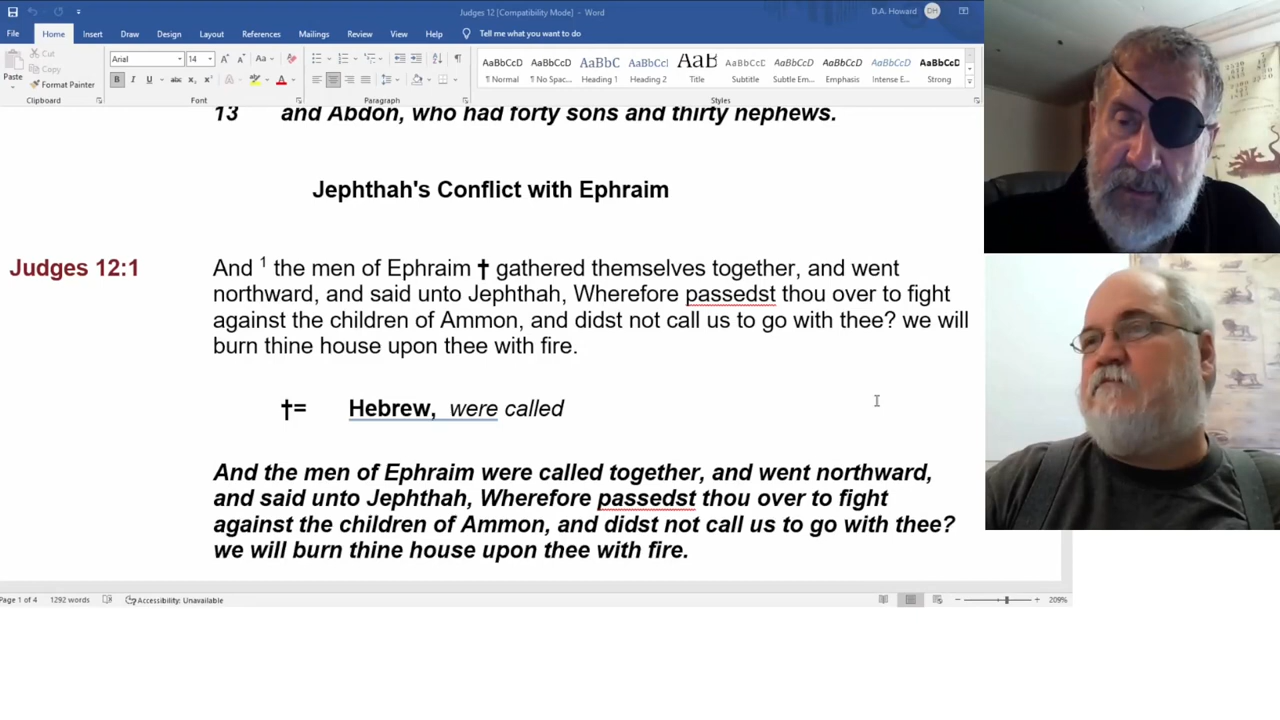 Judges 12 [Compatibility Mode] - Word
D.A. Howard
DH
File Home Insert Draw Design Layout References Mailings Review View Help Tell me what you want to do
Cut
Copy
Format Painter
Paste
Arial 14
Clipboard Font Paragraph Styles
AaBbCcD AaBbCcD AaBbC AaBbCcD AaB AaBbCcD AaBbCcD AaBbCcD AaBbCcD AaBbCcD
¶ Normal ¶ No Spac... Heading 1 Heading 2 Title Subtitle Subtle Em... Emphasis Intense E... Strong
13 and Abdon, who had forty sons and thirty nephews.
Jephthah's Conflict with Ephraim
Judges 12:1 And 1 the men of Ephraim † gathered themselves together, and went
northward, and said unto Jephthah, Wherefore passedst thou over to fight
against the children of Ammon, and didst not call us to go with thee? we will
burn thine house upon thee with fire.
†= Hebrew, were called
And the men of Ephraim were called together, and went northward,
and said unto Jephthah, Wherefore passedst thou over to fight
against the children of Ammon, and didst not call us to go with thee?
we will burn thine house upon thee with fire.
Page 1 of 4 1292 words Accessibility: Unavailable 209%